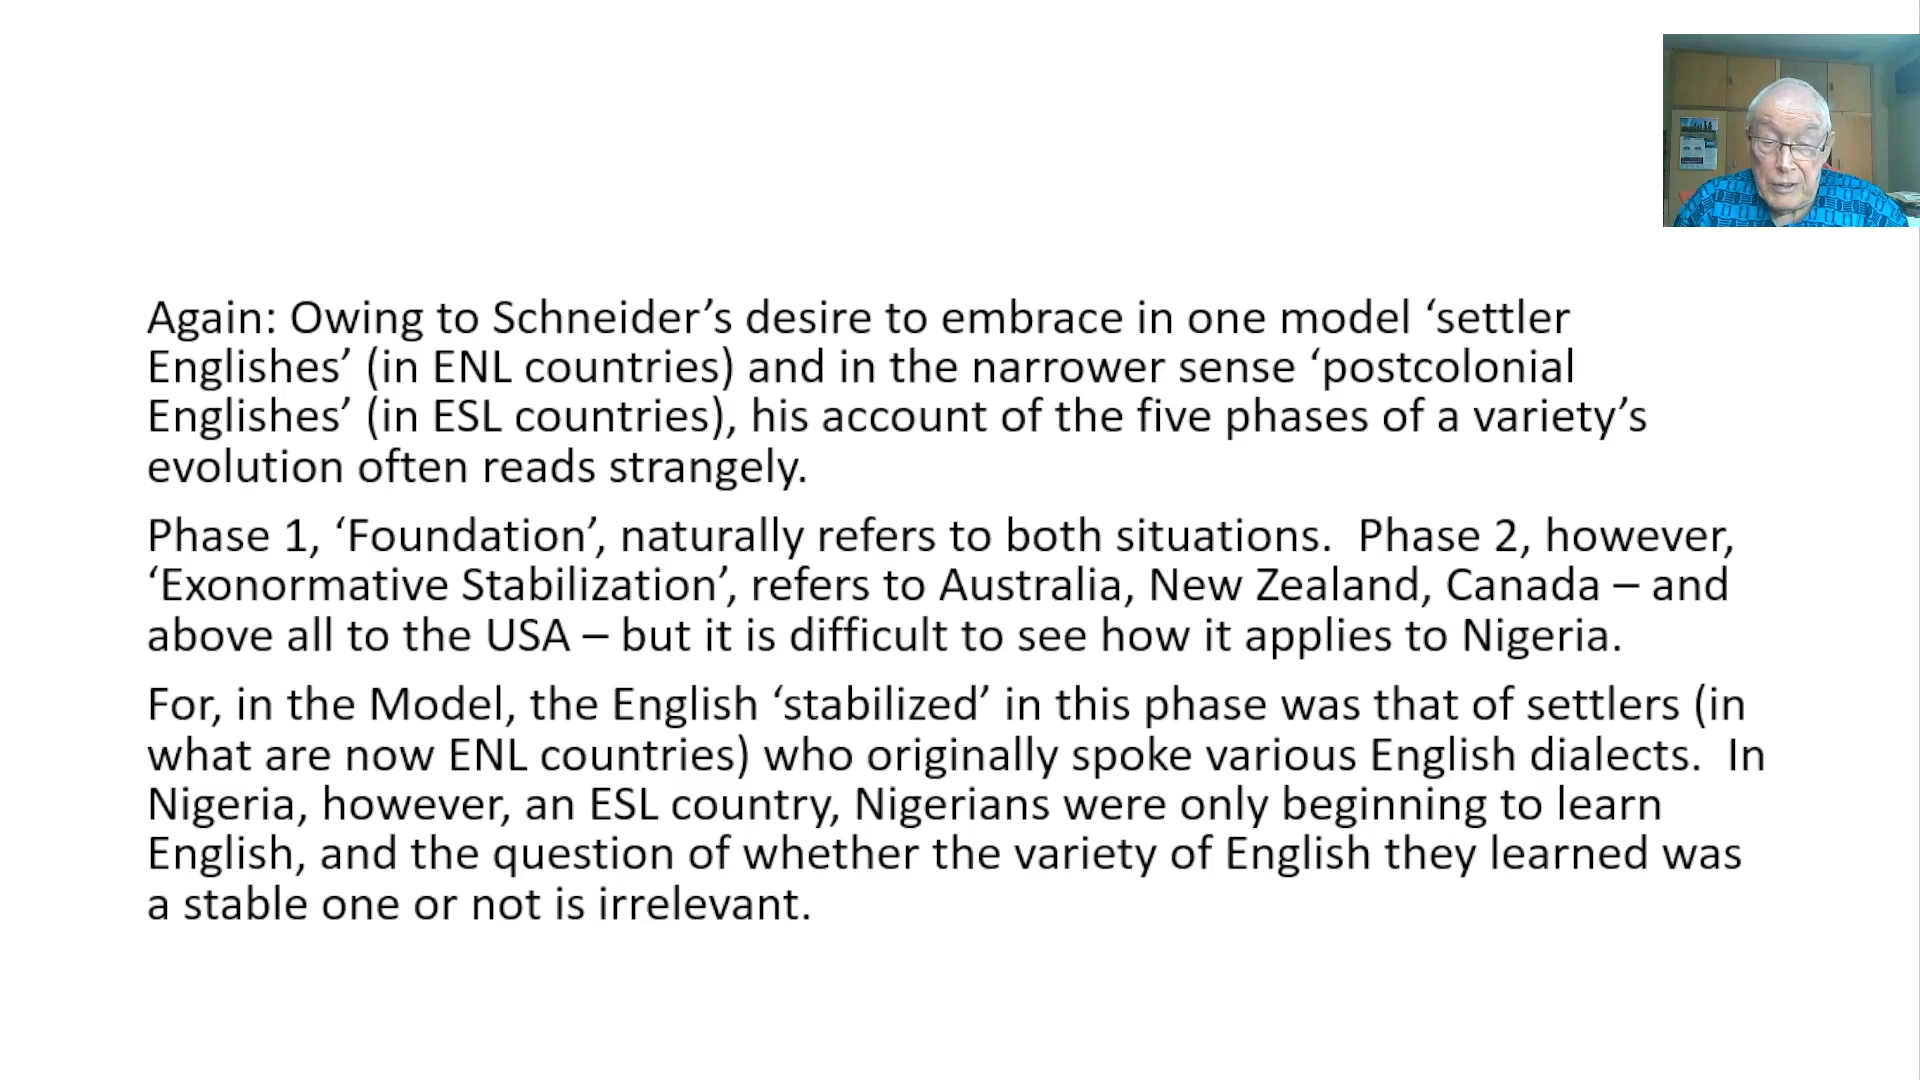 Again: Owing to Schneider’s desire to embrace in one model ‘settler
Englishes’ (in ENL countries) and in the narrower sense ‘postcolonial
Englishes’ (in ESL countries), his account of the five phases of a variety’s
evolution often reads strangely.
Phase 1, ‘Foundation’, naturally refers to both situations.  Phase 2, however,
‘Exonormative Stabilization’, refers to Australia, New Zealand, Canada – and
above all to the USA – but it is difficult to see how it applies to Nigeria.
For, in the Model, the English ‘stabilized’ in this phase was that of settlers (in
what are now ENL countries) who originally spoke various English dialects.  In
Nigeria, however, an ESL country, Nigerians were only beginning to learn
English, and the question of whether the variety of English they learned was
a stable one or not is irrelevant.